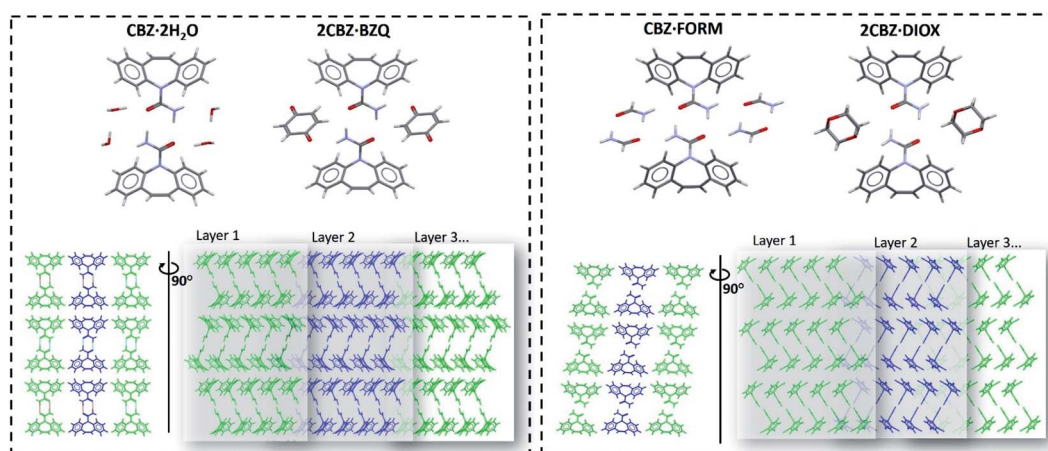 CBZ·2H₂O 2CBZ·BZQ
Layer 1 Layer 2 Layer 3...
90°
CBZ·FORM 2CBZ·DIOX
Layer 1 Layer 2 Layer 3...
90°